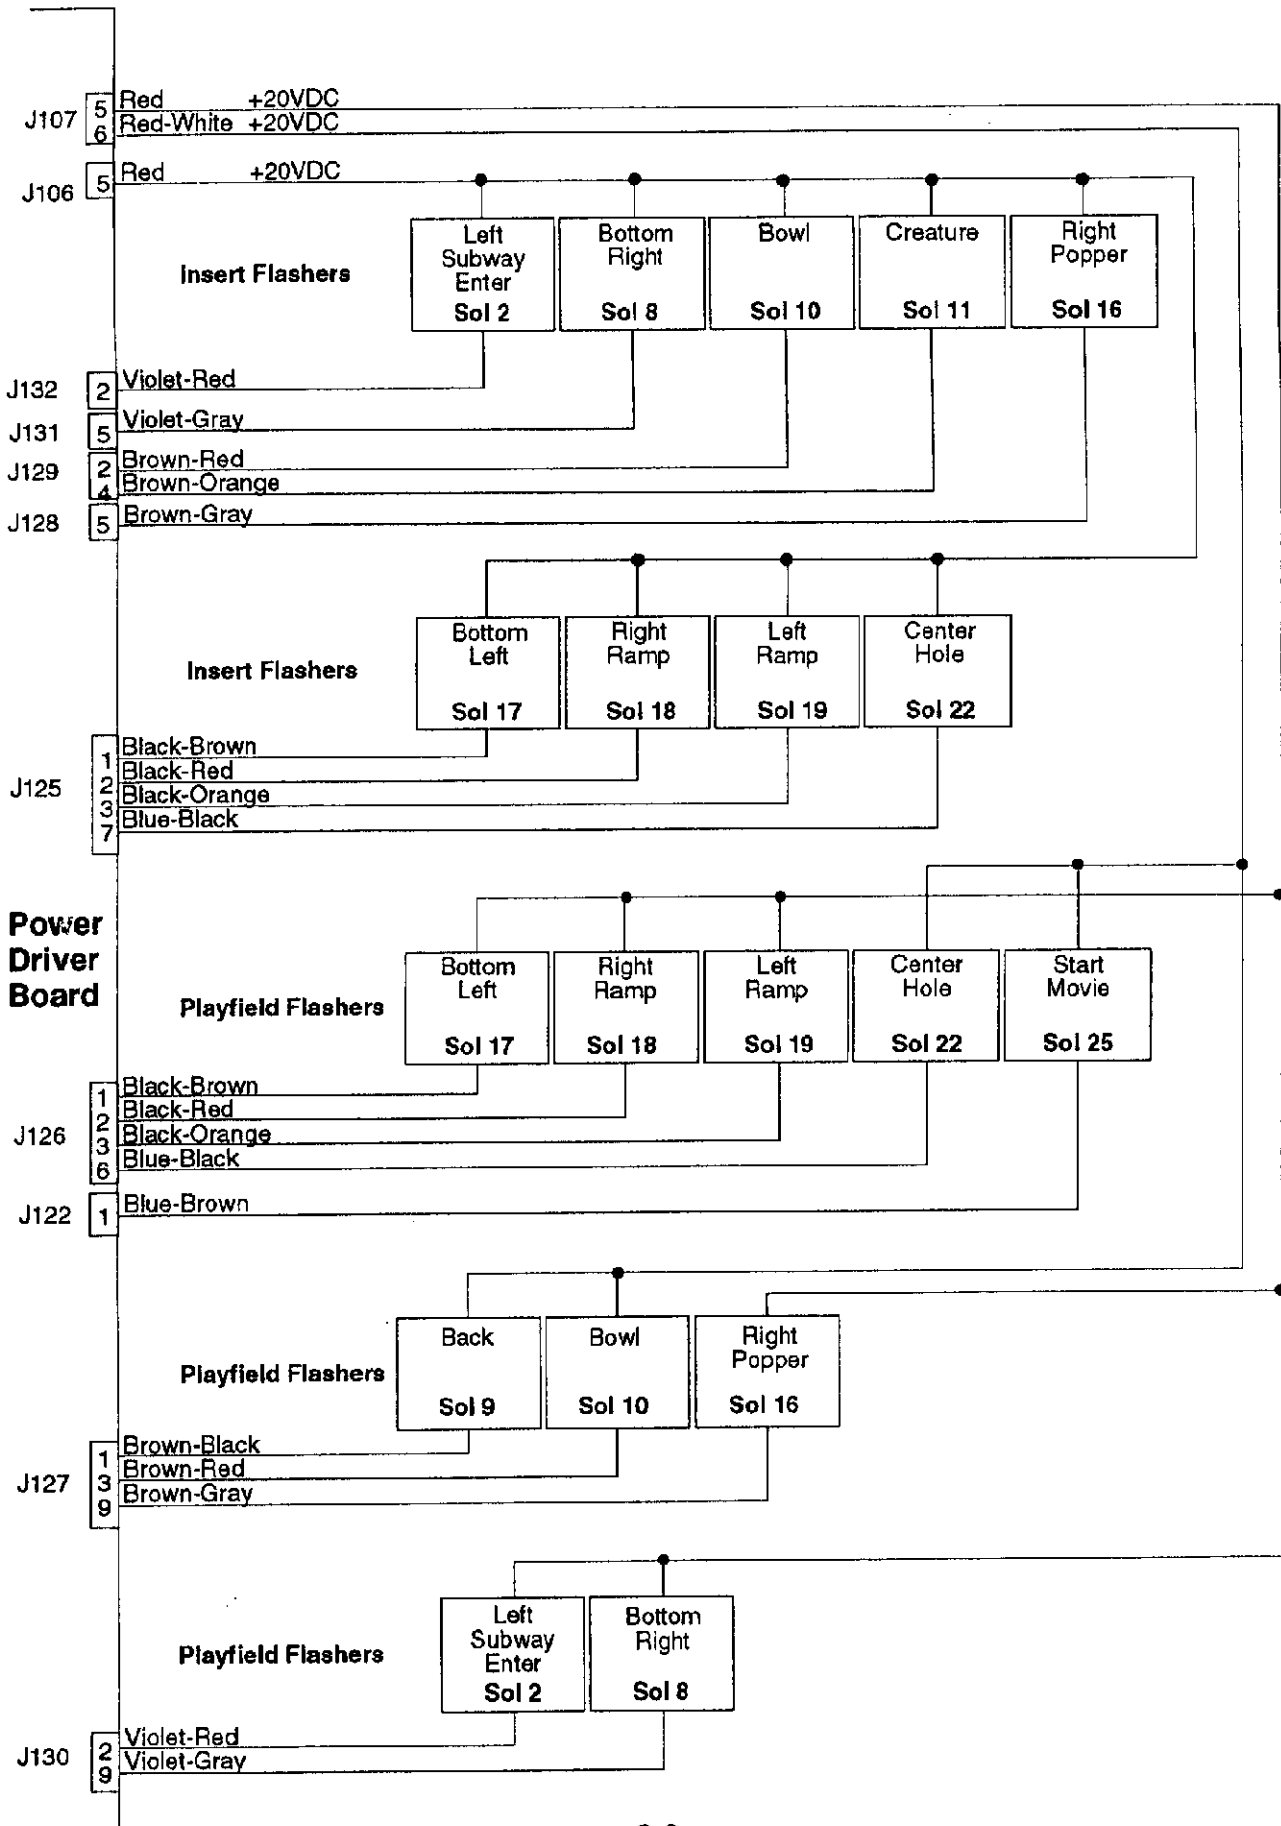 J107
5 Red +20VDC
6 Red-White +20VDC
J106
5 Red +20VDC
Insert Flashers
Left Subway Enter Sol 2
Bottom Right Sol 8
Bowl Sol 10
Creature Sol 11
Right Popper Sol 16
J132
2 Violet-Red
J131
5 Violet-Gray
J129
2 Brown-Red
4 Brown-Orange
J128
5 Brown-Gray
Insert Flashers
Bottom Left Sol 17
Right Ramp Sol 18
Left Ramp Sol 19
Center Hole Sol 22
J125
1 Black-Brown
2 Black-Red
3 Black-Orange
7 Blue-Black
Power
Driver
Board
Playfield Flashers
Bottom Left Sol 17
Right Ramp Sol 18
Left Ramp Sol 19
Center Hole Sol 22
Start Movie Sol 25
J126
1 Black-Brown
2 Black-Red
3 Black-Orange
6 Blue-Black
J122
1 Blue-Brown
Playfield Flashers
Back Sol 9
Bowl Sol 10
Right Popper Sol 16
J127
1 Brown-Black
3 Brown-Red
9 Brown-Gray
Playfield Flashers
Left Subway Enter Sol 2
Bottom Right Sol 8
J130
2 Violet-Red
9 Violet-Gray